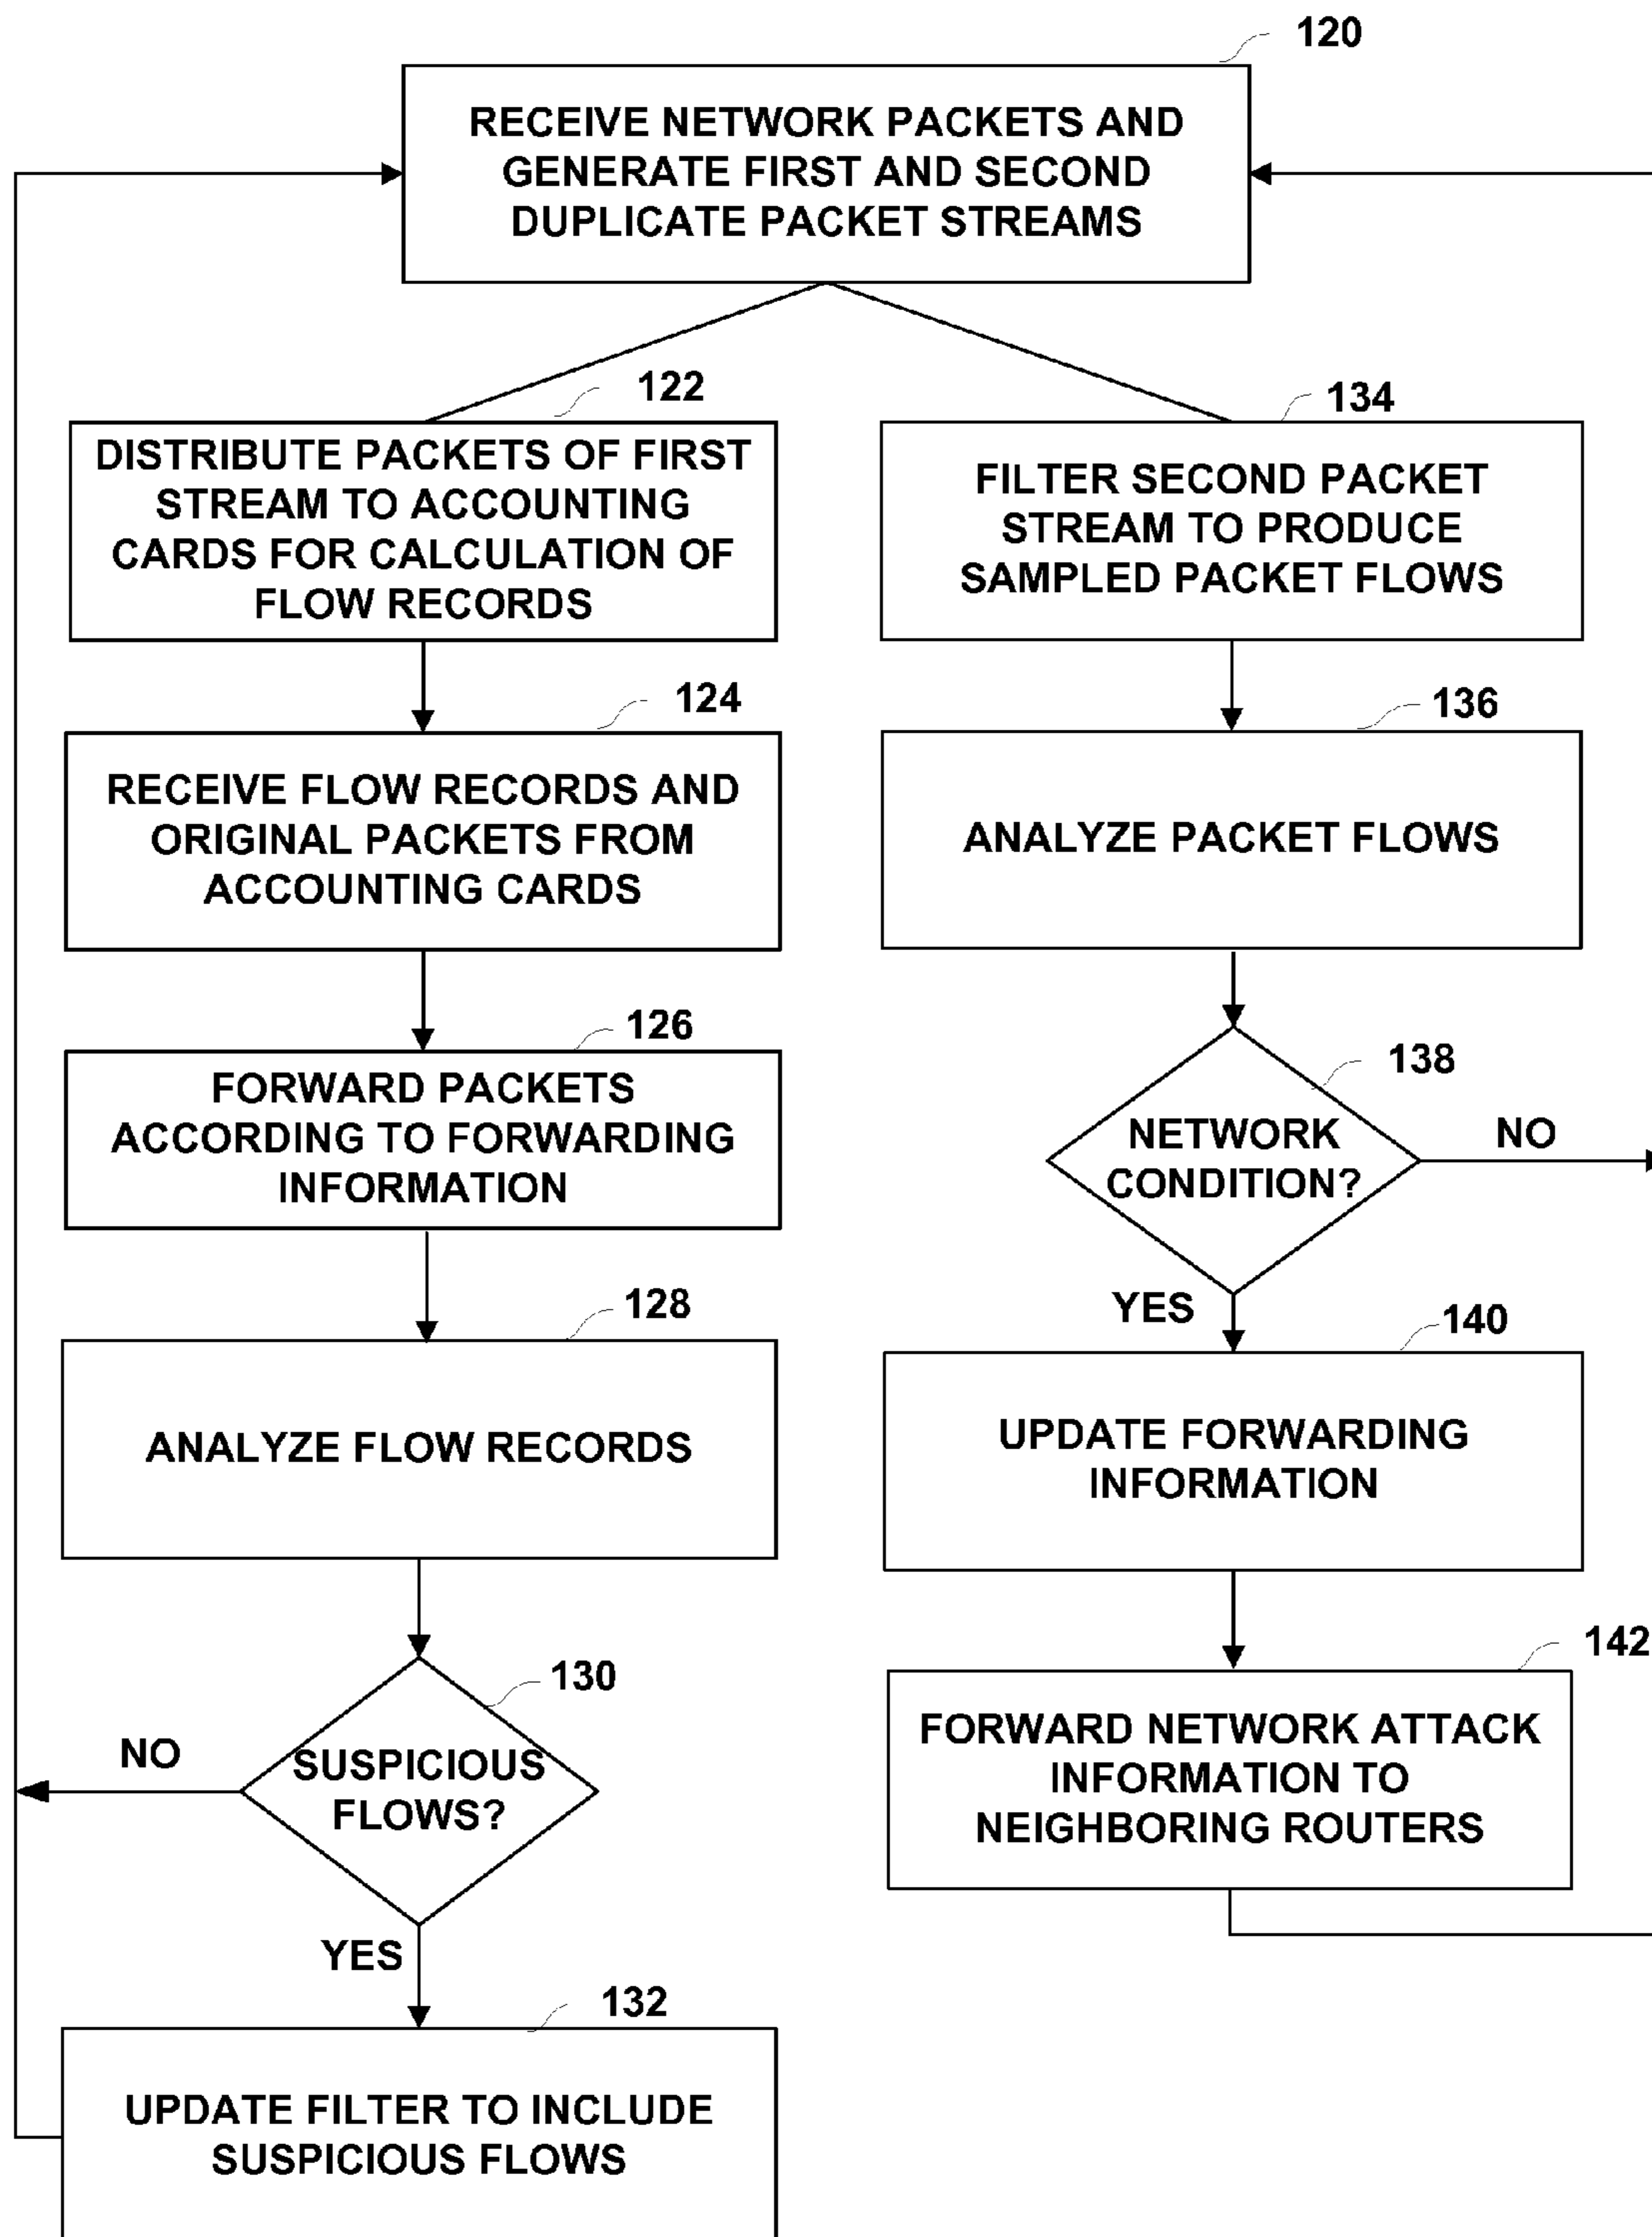 120
RECEIVE NETWORK PACKETS AND
GENERATE FIRST AND SECOND
DUPLICATE PACKET STREAMS
122
DISTRIBUTE PACKETS OF FIRST
STREAM TO ACCOUNTING
CARDS FOR CALCULATION OF
FLOW RECORDS
124
RECEIVE FLOW RECORDS AND
ORIGINAL PACKETS FROM
ACCOUNTING CARDS
126
FORWARD PACKETS
ACCORDING TO FORWARDING
INFORMATION
128
ANALYZE FLOW RECORDS
130
SUSPICIOUS
FLOWS?
NO
YES
132
UPDATE FILTER TO INCLUDE
SUSPICIOUS FLOWS
134
FILTER SECOND PACKET
STREAM TO PRODUCE
SAMPLED PACKET FLOWS
136
ANALYZE PACKET FLOWS
138
NETWORK
CONDITION?
NO
YES
140
UPDATE FORWARDING
INFORMATION
142
FORWARD NETWORK ATTACK
INFORMATION TO
NEIGHBORING ROUTERS